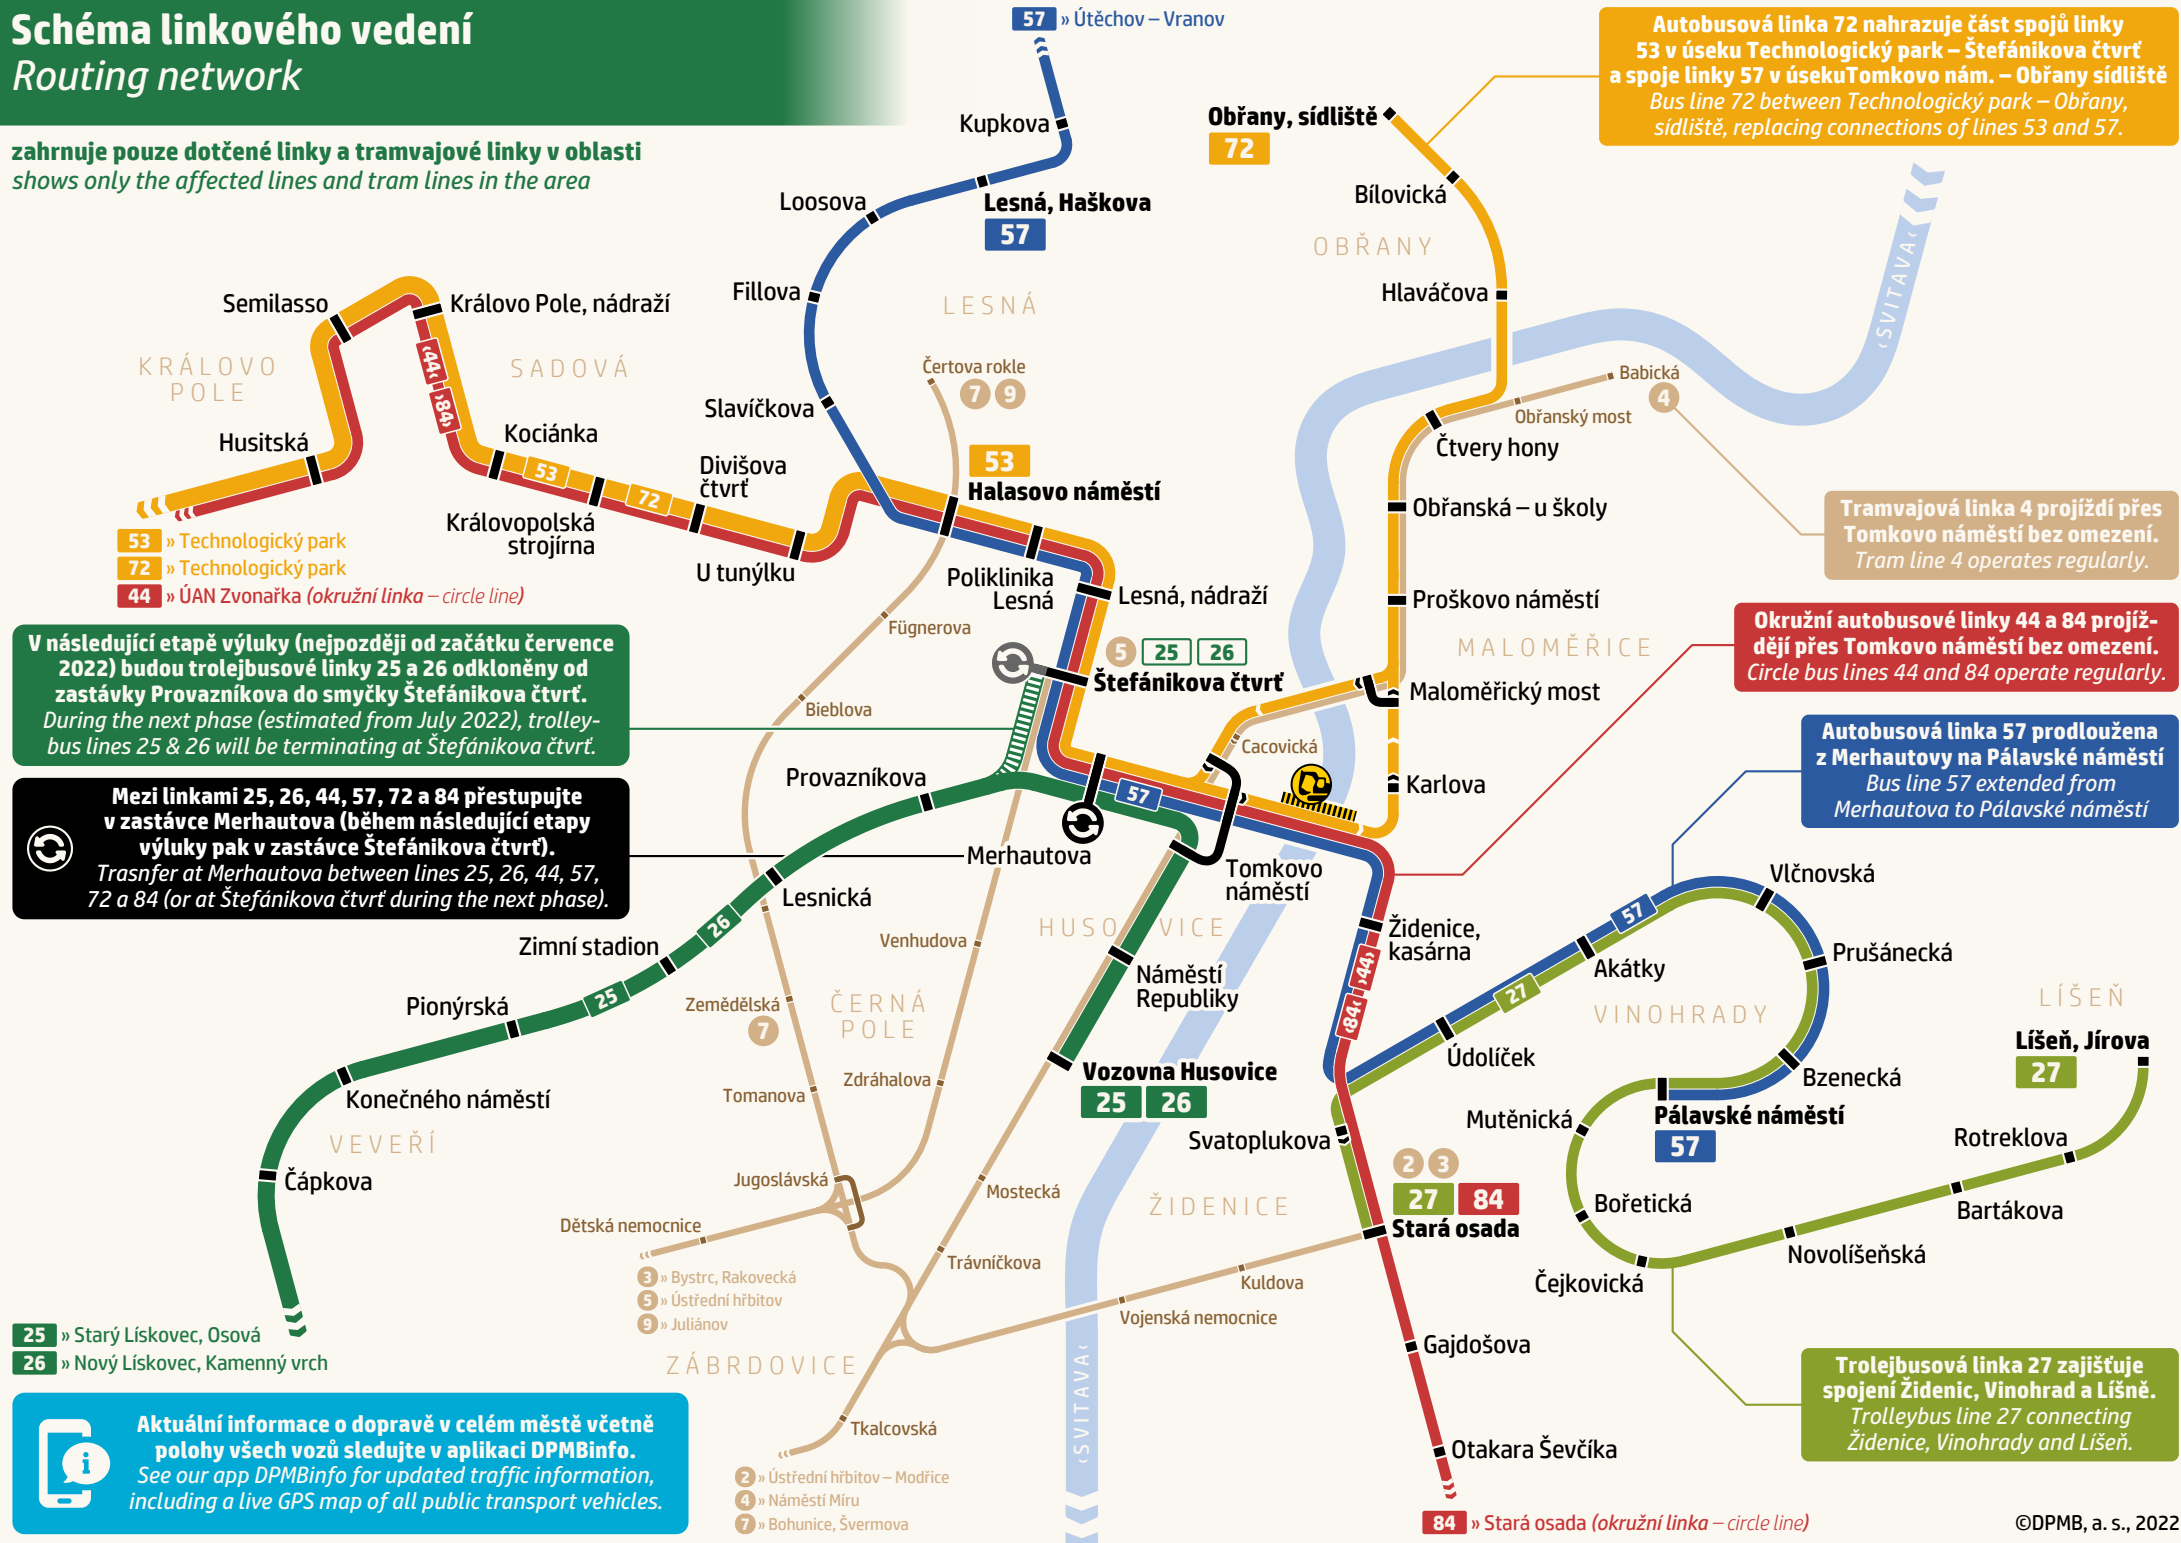 Schéma linkového vedení
Routing network
zahrnuje pouze dotčené linky a tramvajové linky v oblasti
shows only the affected lines and tram lines in the area
57 » Útěchov – Vranov
Autobusová linka 72 nahrazuje část spojů linky
53 v úseku Technologický park – Štefánikova čtvrť
a spoje linky 57 v úsekuTomkovo nám. – Obřany sídliště
Bus line 72 between Technologický park – Obřany,
sídliště, replacing connections of lines 53 and 57.
Kupkova
Obřany, sídliště
72
Loosova
Lesná, Haškova
57
Bílovická
OBŘANY
‹SVITAVA‹
Fillova
LESNÁ
Hlaváčova
Semilasso
Královo Pole, nádraží
KRÁLOVO
POLE
SADOVÁ
‹44‹
›84›
Čertova rokle
7 9
Babická
4
Obřanský most
Slavíčkova
Husitská
Kociánka
53
72
Divišova
čtvrť
53
Halasovo náměstí
Čtvery hony
Obřanská – u školy
Královopolská
strojírna
Tramvajová linka 4 projíždí přes
Tomkovo náměstí bez omezení.
Tram line 4 operates regularly.
53 » Technologický park
72 » Technologický park
44 » ÚAN Zvonařka (okružní linka – circle line)
U tunýlku
Poliklinika
Lesná
Lesná, nádraží
Proškovo náměstí
Fügnerova
MALOMĚŘICE
Okružní autobusové linky 44 a 84 projíž-
dějí přes Tomkovo náměstí bez omezení.
Circle bus lines 44 and 84 operate regularly.
V následující etapě výluky (nejpozději od začátku července
2022) budou trolejbusové linky 25 a 26 odkloněny od
zastávky Provazníkova do smyčky Štefánikova čtvrť.
During the next phase (estimated from July 2022), trolley-
bus lines 25 & 26 will be terminating at Štefánikova čtvrť.
5 25 26
Štefánikova čtvrť
Maloměřický most
Bieblova
Cacovická
Autobusová linka 57 prodloužena
z Merhautovy na Pálavské náměstí
Bus line 57 extended from
Merhautova to Pálavské náměstí
Provazníkova
57
Karlova
Mezi linkami 25, 26, 44, 57, 72 a 84 přestupujte
v zastávce Merhautova (během následující etapy
výluky pak v zastávce Štefánikova čtvrť).
Trasnfer at Merhautova between lines 25, 26, 44, 57,
72 a 84 (or at Štefánikova čtvrť during the next phase).
Merhautova
Tomkovo
náměstí
Lesnická
26
HUSOVICE
Židenice,
kasárna
Vlčnovská
57
Zimní stadion
Venhudova
Akátky
Prušánecká
‹44›
Náměstí
Republiky
25
Pionýrská
Zemědělská
7
ČERNÁ
POLE
27
VINOHRADY
LÍŠEŇ
›84‹
Líšeň, Jírova
27
Údolíček
Konečného náměstí
Vozovna Husovice
25 26
Bzenecká
Tomanova
Zdráhalova
VEVEŘÍ
Svatoplukova
Mutěnická
Pálavské náměstí
57
Rotreklova
Čápkova
Jugoslávská
Mostecká
2 3
27 84
Stará osada
ŽIDENICE
Bořetická
Bartákova
Dětská nemocnice
Novolíšeňská
Trávníčkova
Kuldova
Čejkovická
3 » Bystrc, Rakovecká
5 » Ústřední hřbitov
9 » Juliánov
Vojenská nemocnice
25 » Starý Lískovec, Osová
26 » Nový Lískovec, Kamenný vrch
ZÁBRDOVICE
‹SVITAVA‹
Gajdošova
Trolejbusová linka 27 zajišťuje
spojení Židenic, Vinohrad a Líšně.
Trolleybus line 27 connecting
Židenice, Vinohrady and Líšeň.
Aktuální informace o dopravě v celém městě včetně
polohy všech vozů sledujte v aplikaci DPMBinfo.
See our app DPMBinfo for updated traffic information,
including a live GPS map of all public transport vehicles.
Tkalcovská
Otakara Ševčíka
2 » Ústřední hřbitov – Modřice
4 » Náměstí Míru
7 » Bohunice, Švermova
84 » Stará osada (okružní linka – circle line)
©DPMB, a. s., 2022